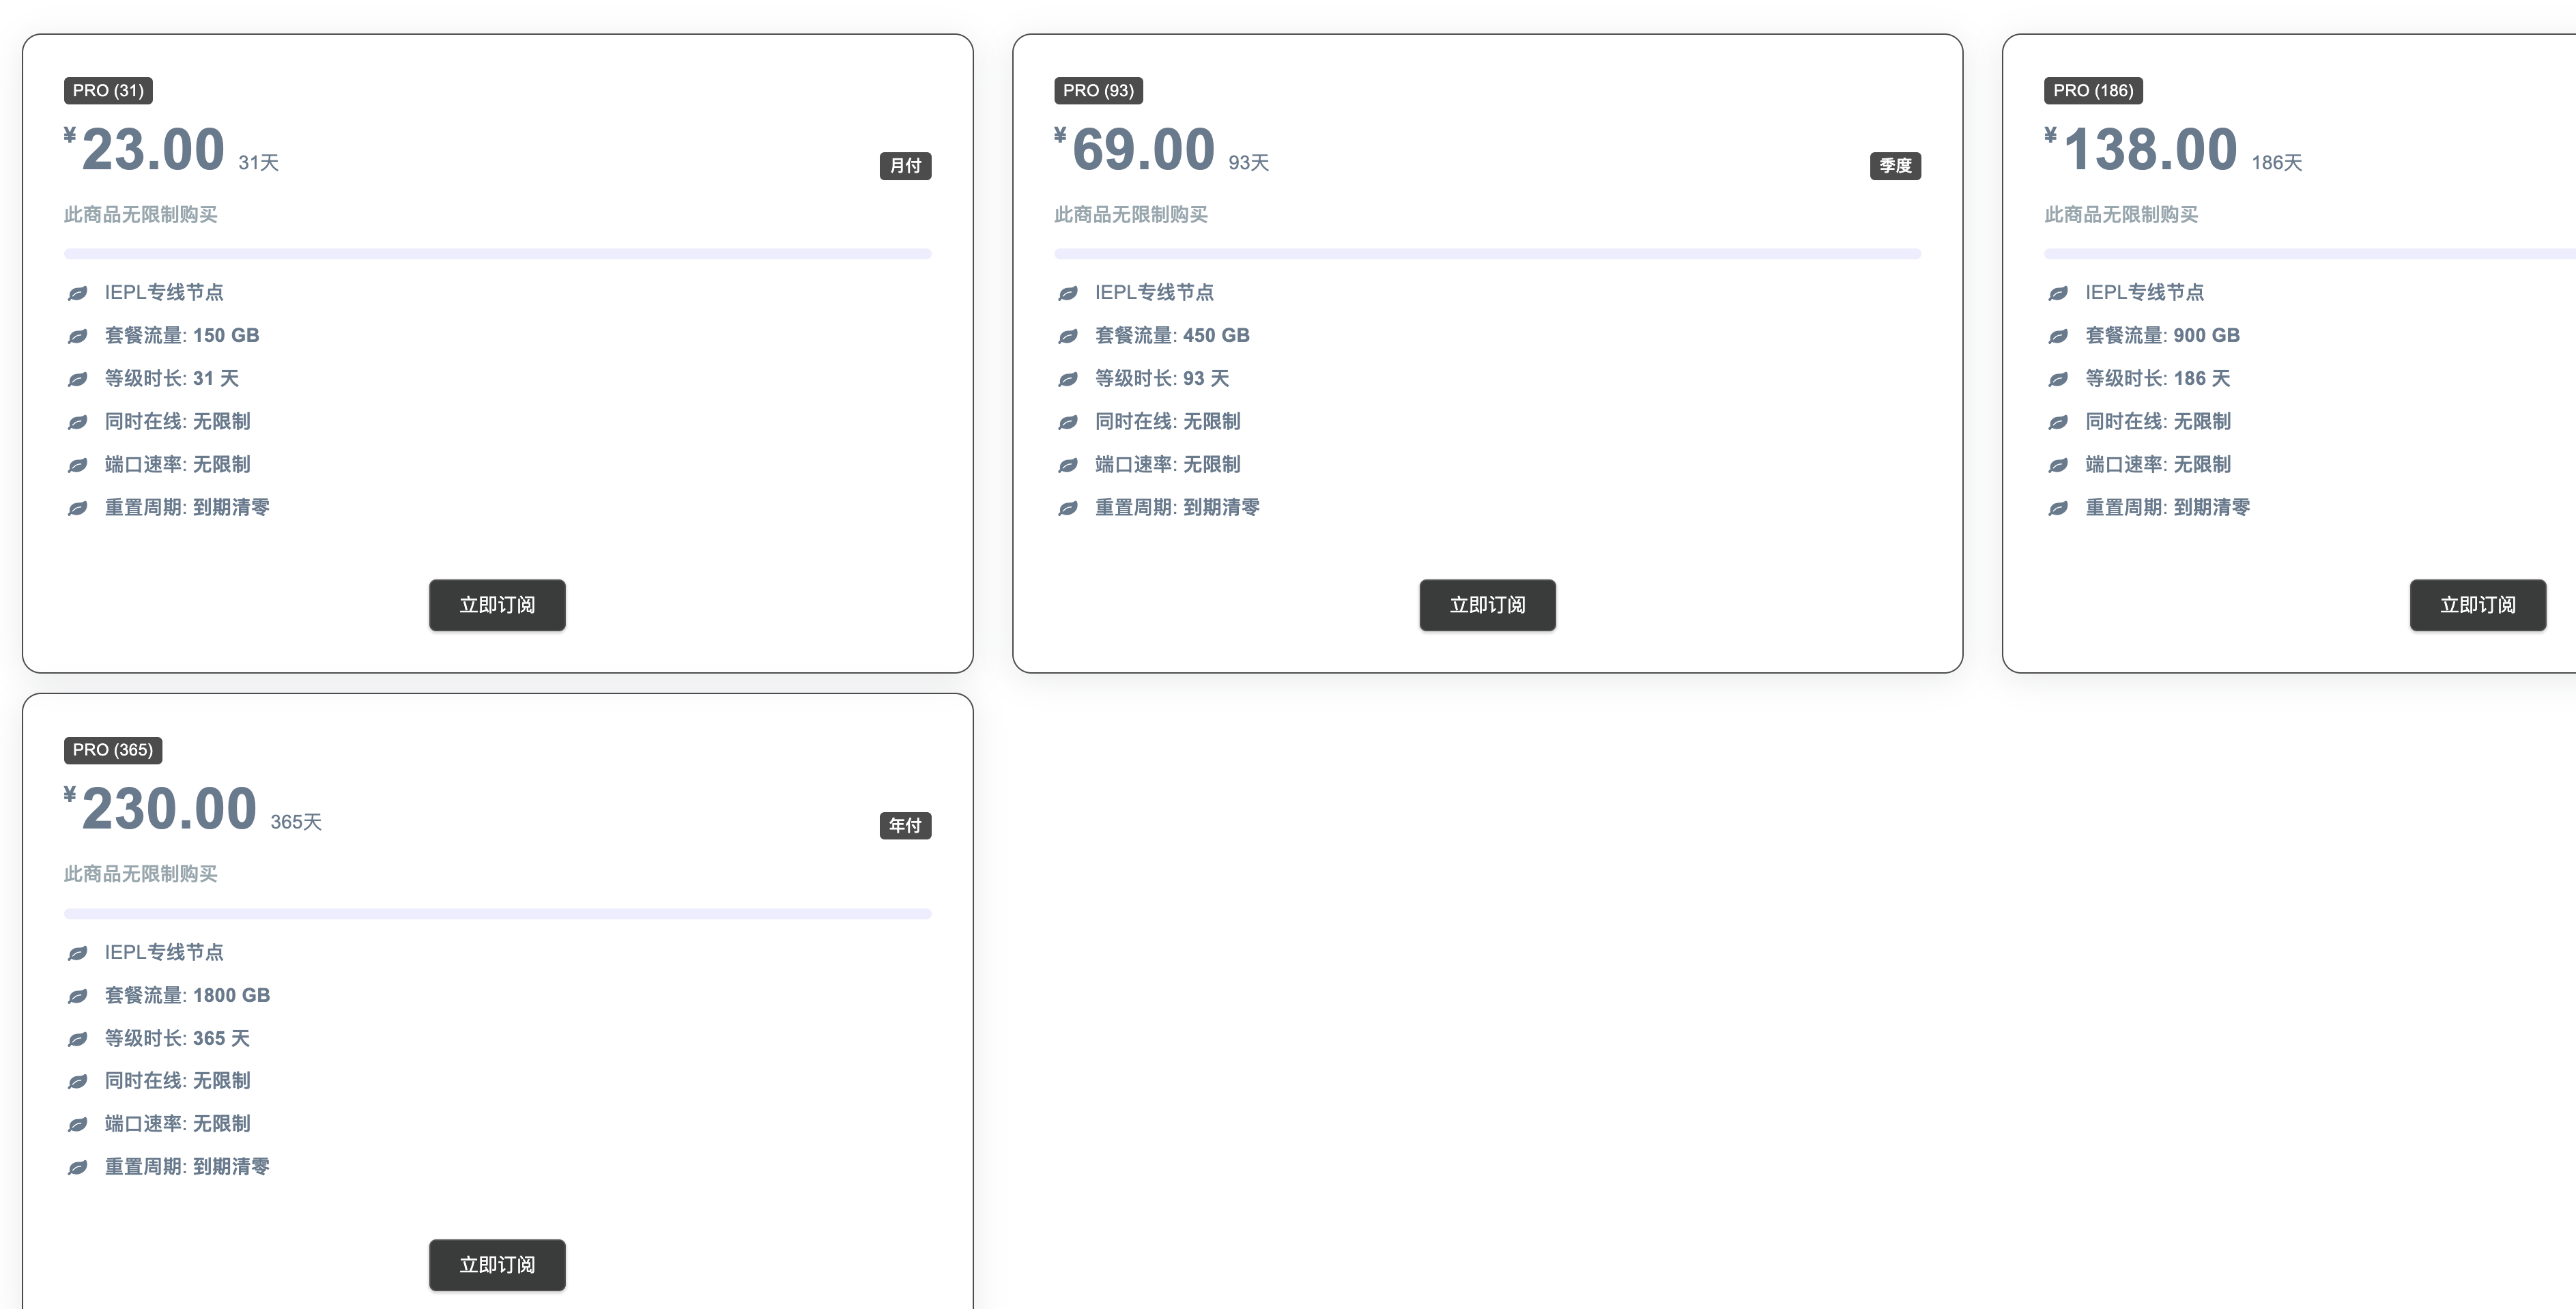 PRO (31)
¥23.00 31天
月付
此商品无限制购买
IEPL专线节点
套餐流量: 150 GB
等级时长: 31 天
同时在线: 无限制
端口速率: 无限制
重置周期: 到期清零
立即订阅
PRO (93)
¥69.00 93天
季度
此商品无限制购买
IEPL专线节点
套餐流量: 450 GB
等级时长: 93 天
同时在线: 无限制
端口速率: 无限制
重置周期: 到期清零
立即订阅
PRO (186)
¥138.00 186天
此商品无限制购买
IEPL专线节点
套餐流量: 900 GB
等级时长: 186 天
同时在线: 无限制
端口速率: 无限制
重置周期: 到期清零
立即订阅
PRO (365)
¥230.00 365天
年付
此商品无限制购买
IEPL专线节点
套餐流量: 1800 GB
等级时长: 365 天
同时在线: 无限制
端口速率: 无限制
重置周期: 到期清零
立即订阅